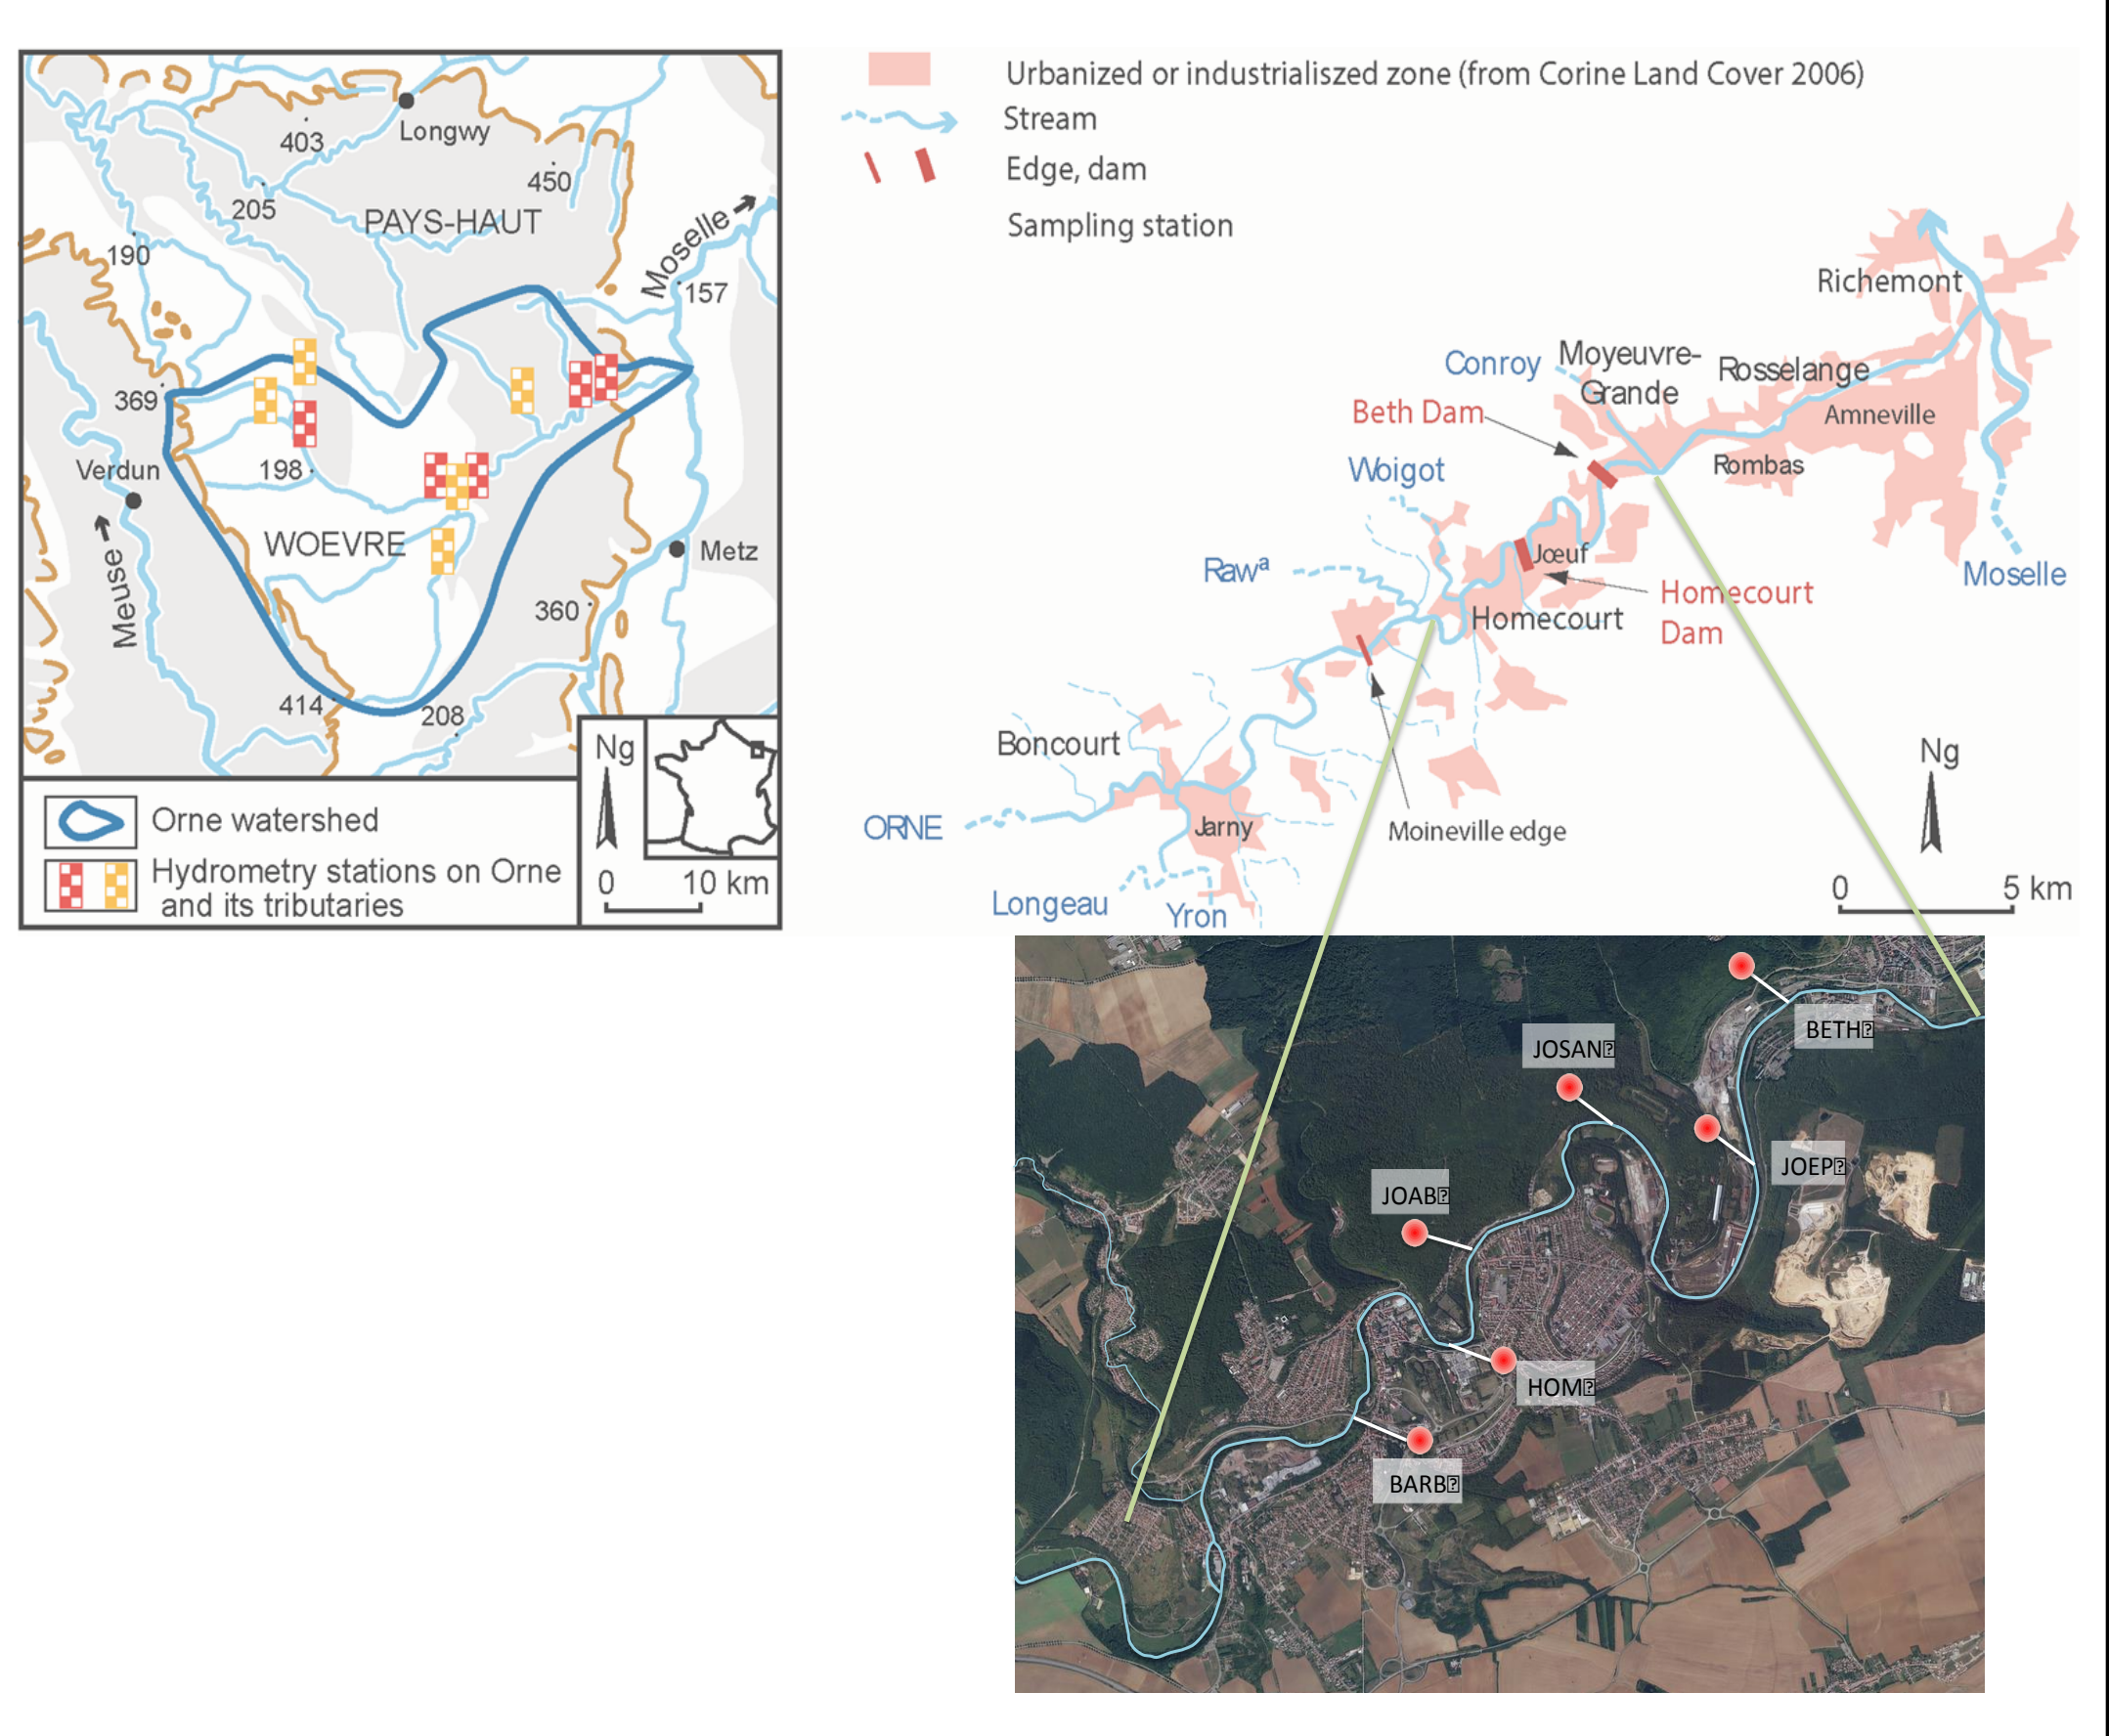 403
Longwy
450
205
PAYS-HAUT
190
Moselle
157
369
Verdun
198
WOEVRE
Metz
Meuse
360
414
208
Ng
0 10 km
Orne watershed
Hydrometry stations on Orne
and its tributaries
Urbanized or industrialiszed zone (from Corine Land Cover 2006)
Stream
Edge, dam
Sampling station
Richemont
Conroy
Moyeuvre-
Grande
Rosselange
Beth Dam
Amneville
Woigot
Rombas
Rawᵃ
Jœuf
Moselle
Homecourt
Dam
Homecourt
Boncourt
Ng
ORNE
Jarny
Moineville edge
0 5 km
Longeau
Yron
BETH
JOSAN
JOEP
JOAB
HOM
BARB